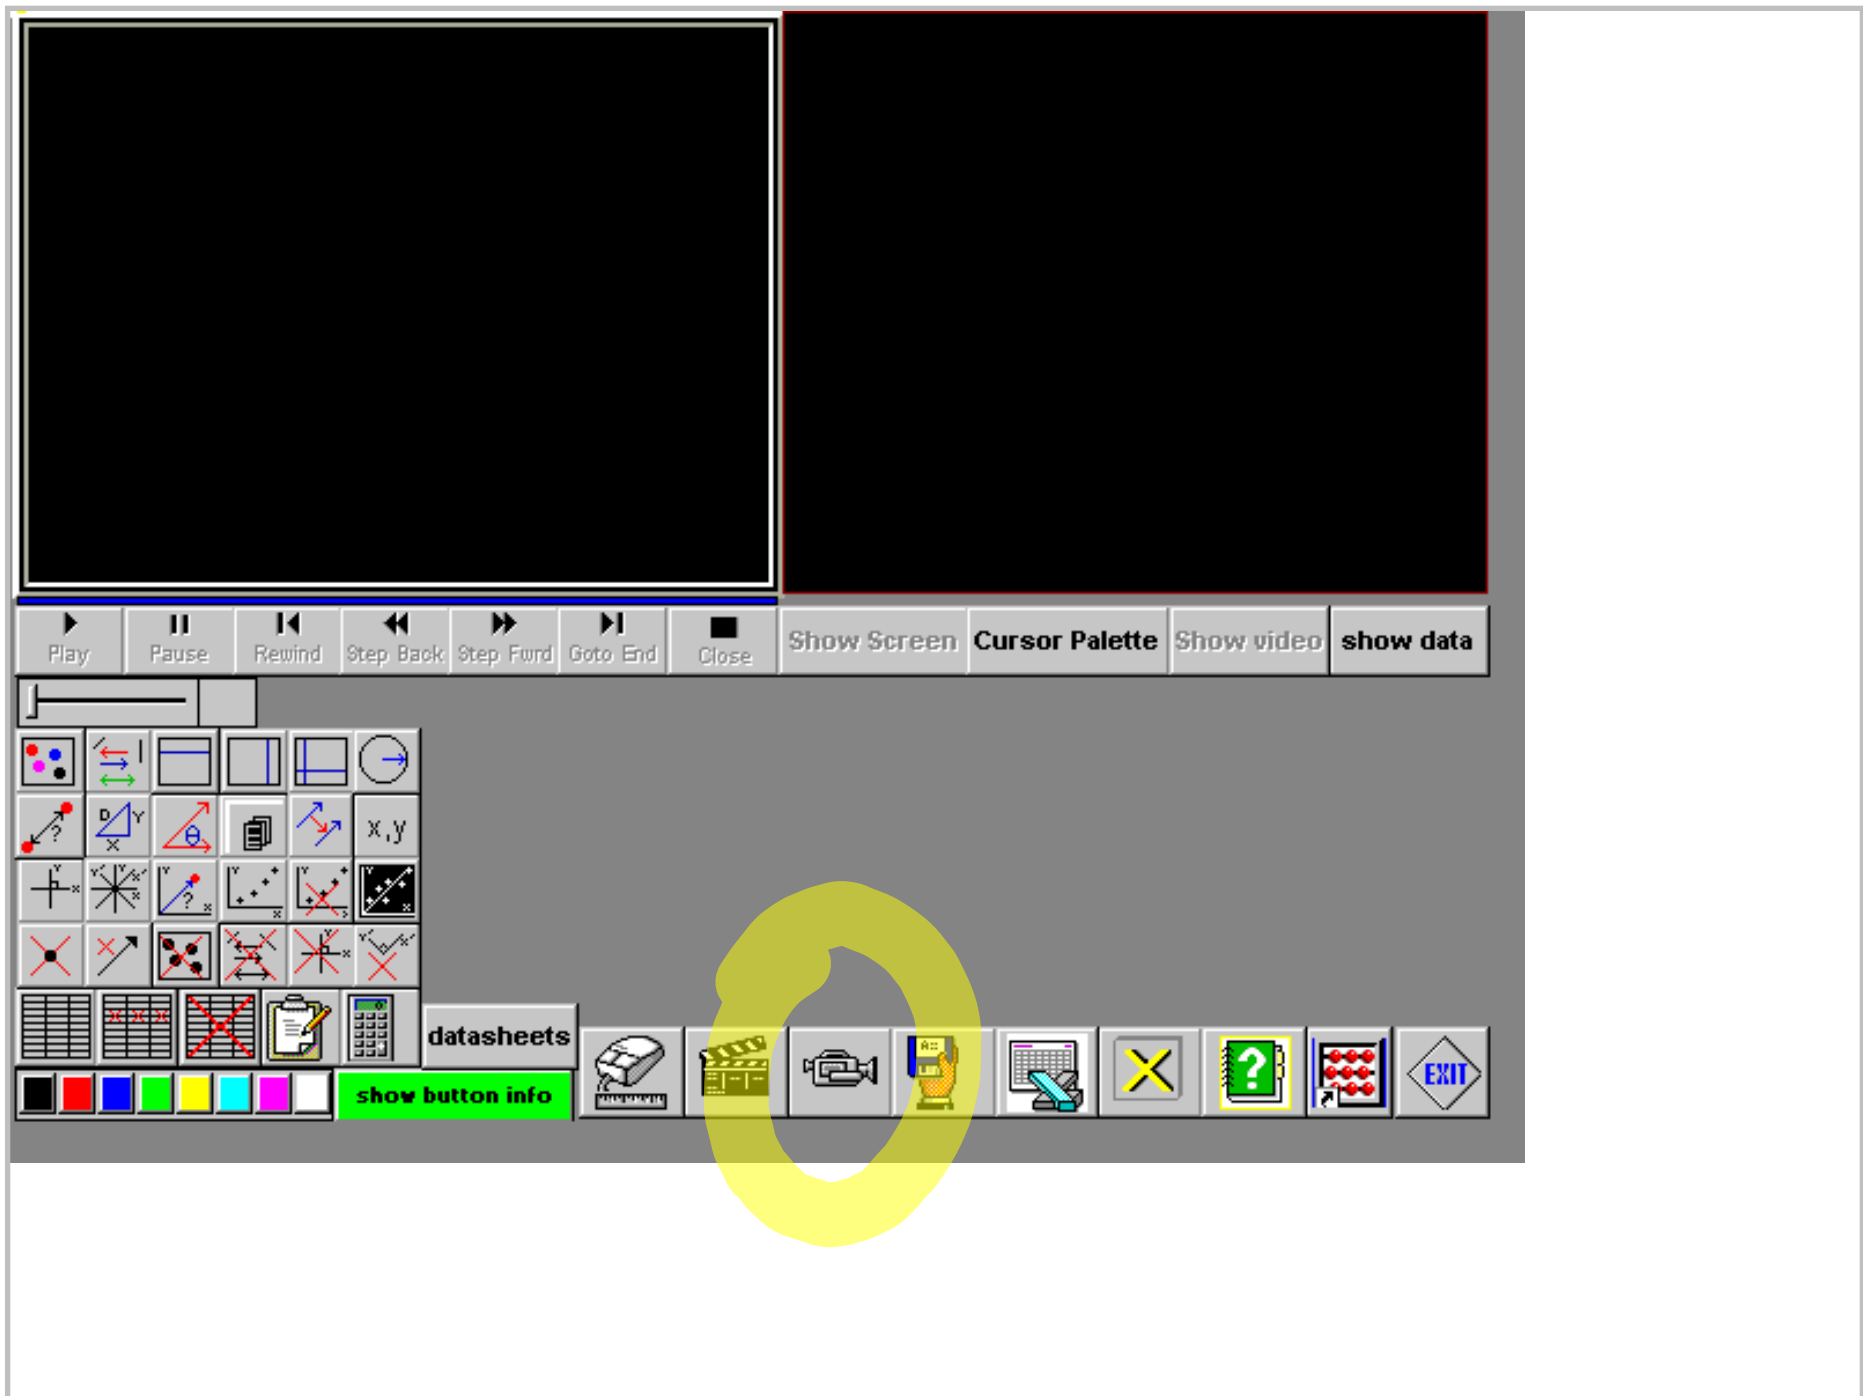 Play Pause Rewind Step Back Step Fwrd Goto End Close Show Screen Cursor Palette Show video show data
D Y ? X θ x,y
Y X Y Y X' X Y ? X Y X Y Y X
Y X Y' X'
datasheets
A:
?
EXIT
show button info